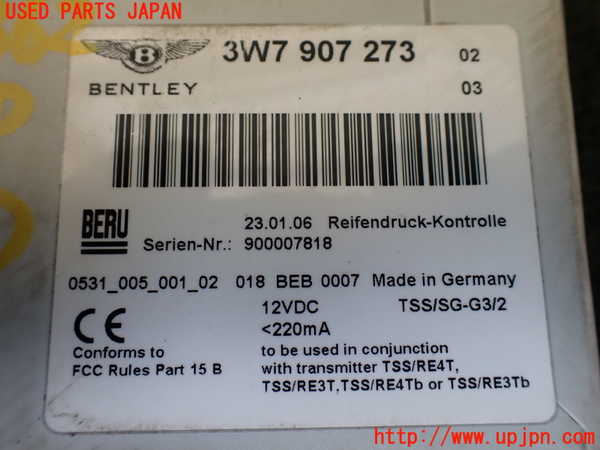 USED PARTS JAPAN
B
3W7 907 273 02
BENTLEY 03
BERU
23.01.06 Reifendruck-Kontrolle
Serien-Nr.: 900007818
0531_005_001_02 018 BEB 0007 Made in Germany
12VDC TSS/SG-G3/2
CE <220mA
Conforms to to be used in conjunction
FCC Rules Part 15 B with transmitter TSS/RE4T,
TSS/RE3T,TSS/RE4Tb or TSS/RE3Tb
http://www.upjpn.com/